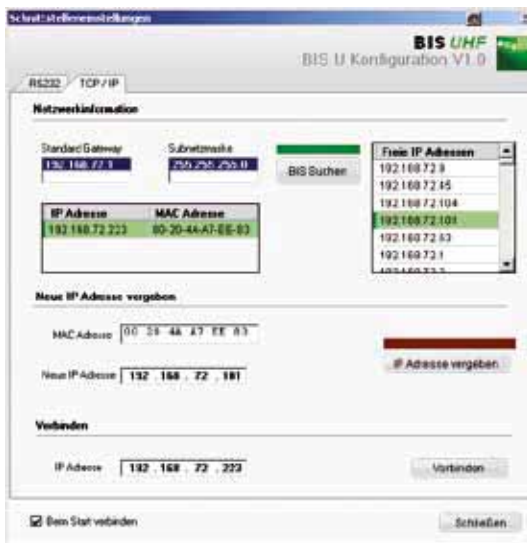 Schnittstelleneinstellungen
BIS UHF
BIS U Konfiguration V1.0
RS232 TCP/IP
Netzwerkinformation
Standard Gateway Subnetzmaske
192.168.72.1 255.255.255.0
BIS Suchen
Freie IP Adressen
192.168.72.9
192.168.72.45
192.168.72.104
192.168.72.101
192.168.72.63
192.168.72.1
IP Adresse MAC Adresse
192.168.72.223 00-20-4A-A7-EE-83
Neue IP Adresse vergeben
MAC Adresse 00 20 4A A7 EE 83
Neue IP Adresse 192 . 168 . 72 . 101
IP Adresse vergeben
Verbinden
IP Adresse 192 . 168 . 72 . 223
Verbinden
Beim Start verbinden
Schließen